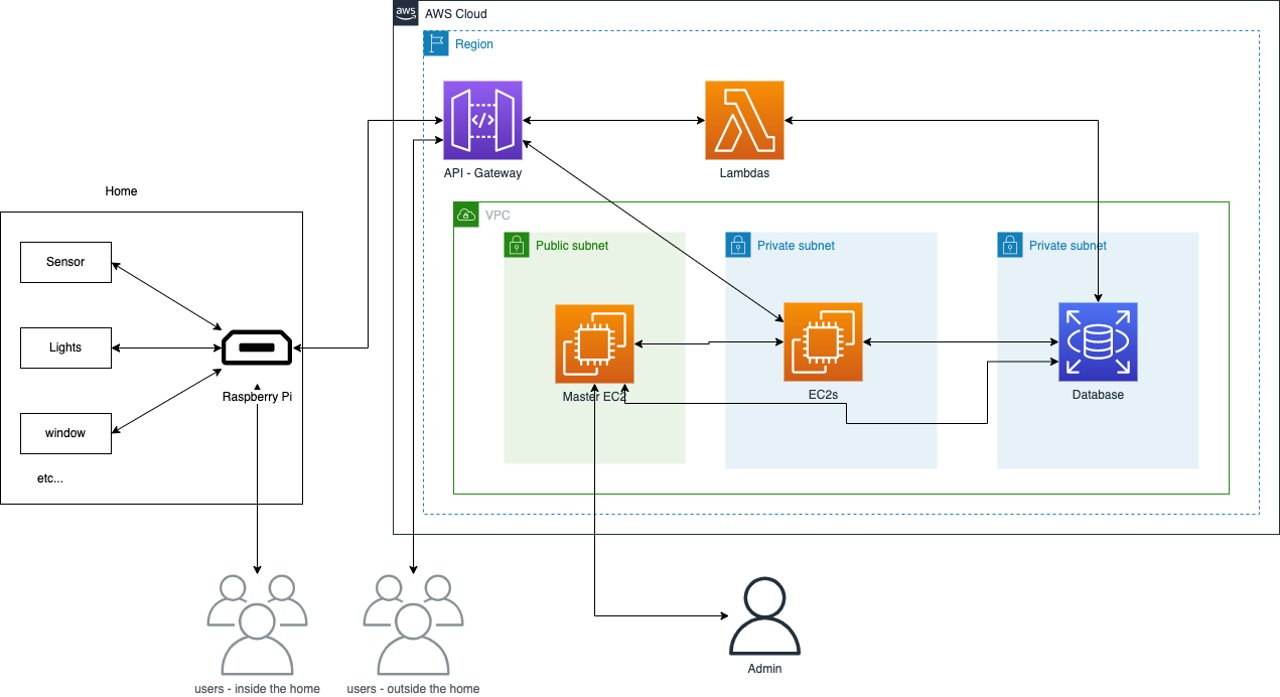 aws
AWS Cloud
Region
API - Gateway
</>
Lambdas
Home
Sensor
Lights
window
etc...
Raspberry Pi
VPC
Public subnet
Private subnet
Private subnet
Master EC2
EC2s
Database
users - inside the home
users - outside the home
Admin